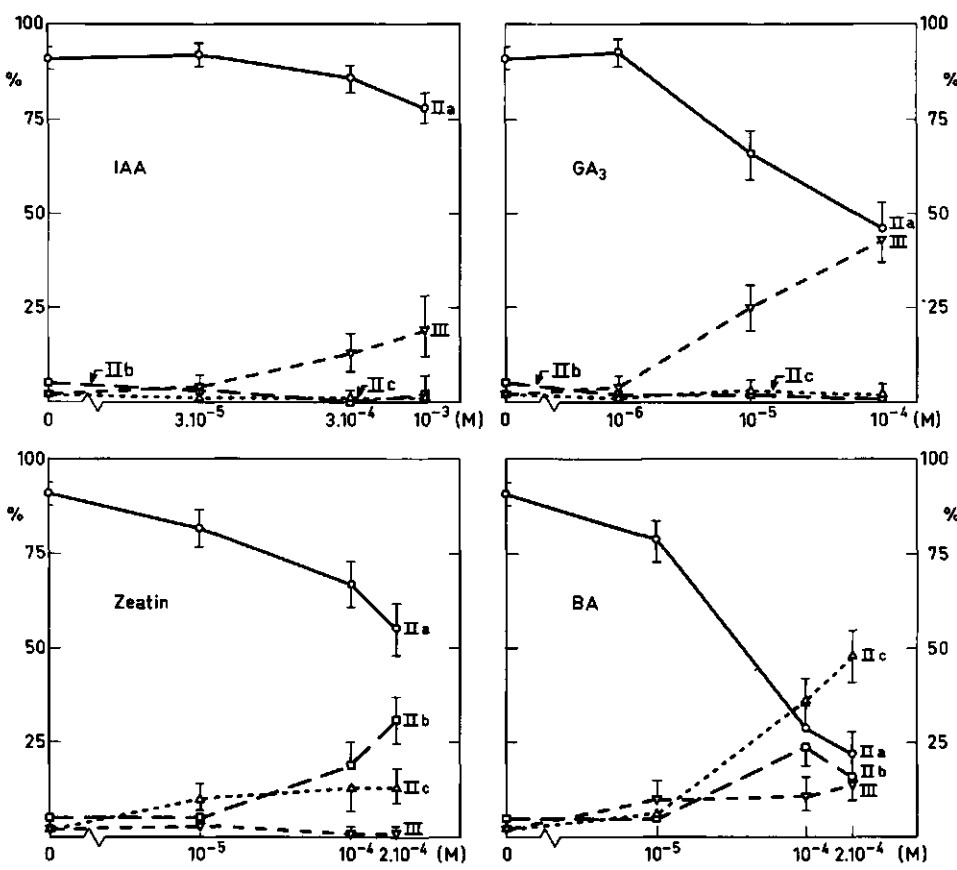 100 100
% %
75 75
50 50
25 25
IAA
IIa
III
IIb
IIc
0 3.10⁻⁵ 3.10⁻⁴ 10⁻³ (M)
GA₃
IIa
III
IIb
IIc
0 10⁻⁶ 10⁻⁵ 10⁻⁴ (M)
100 100
% %
75 75
50 50
25 25
Zeatin
IIa
IIb
IIc
III
0 10⁻⁵ 10⁻⁴ 2.10⁻⁴ (M)
BA
IIc
IIa
IIb
III
0 10⁻⁵ 10⁻⁴ 2.10⁻⁴ (M)